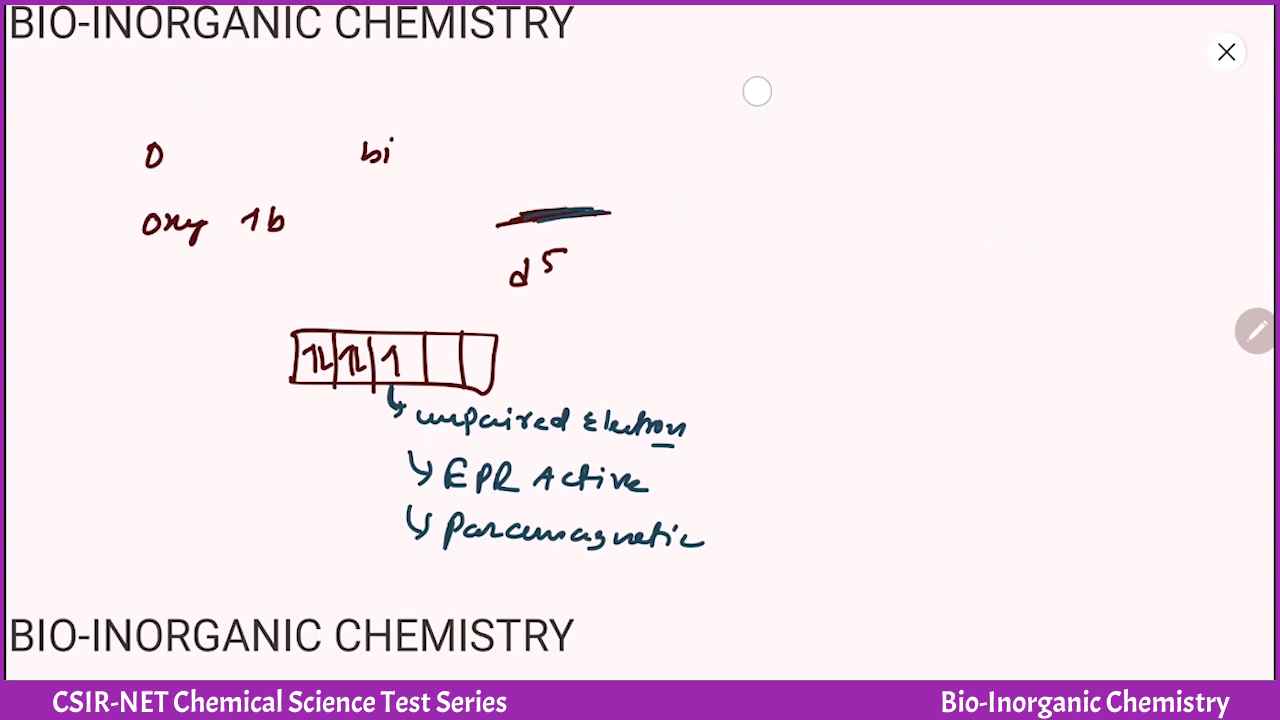 BIO-INORGANIC CHEMISTRY
O bi
oxy 1b
d5
unpaired Electron
EPR Active
Paramagnetic
BIO-INORGANIC CHEMISTRY
CSIR-NET Chemical Science Test Series
Bio-Inorganic Chemistry